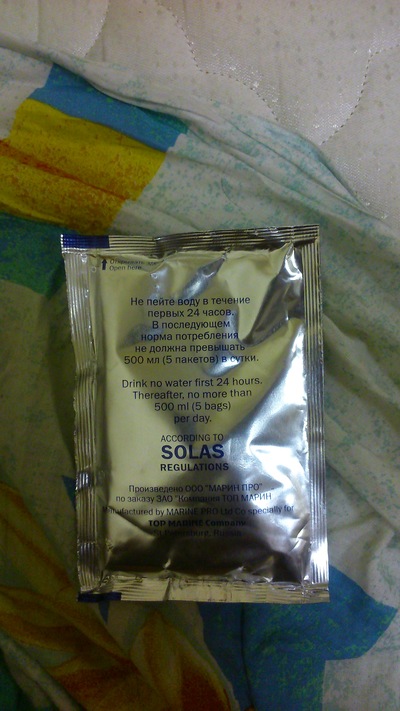 Open here
Не пейте воду в течение
первых 24 часов.
В последующем
норма потребления
не должна превышать
500 мл (5 пакетов) в сутки.
Drink no water first 24 hours.
Thereafter, no more than
500 ml (5 bags)
per day.
ACCORDING TO
SOLAS
REGULATIONS
Произведено ООО "МАРИН ПРО"
по заказу ЗАО "Компания ТОП МАРИН
Manufactured by MARINE PRO Ltd Co specially for
TOP MARINE Company
Petersburg, Russia